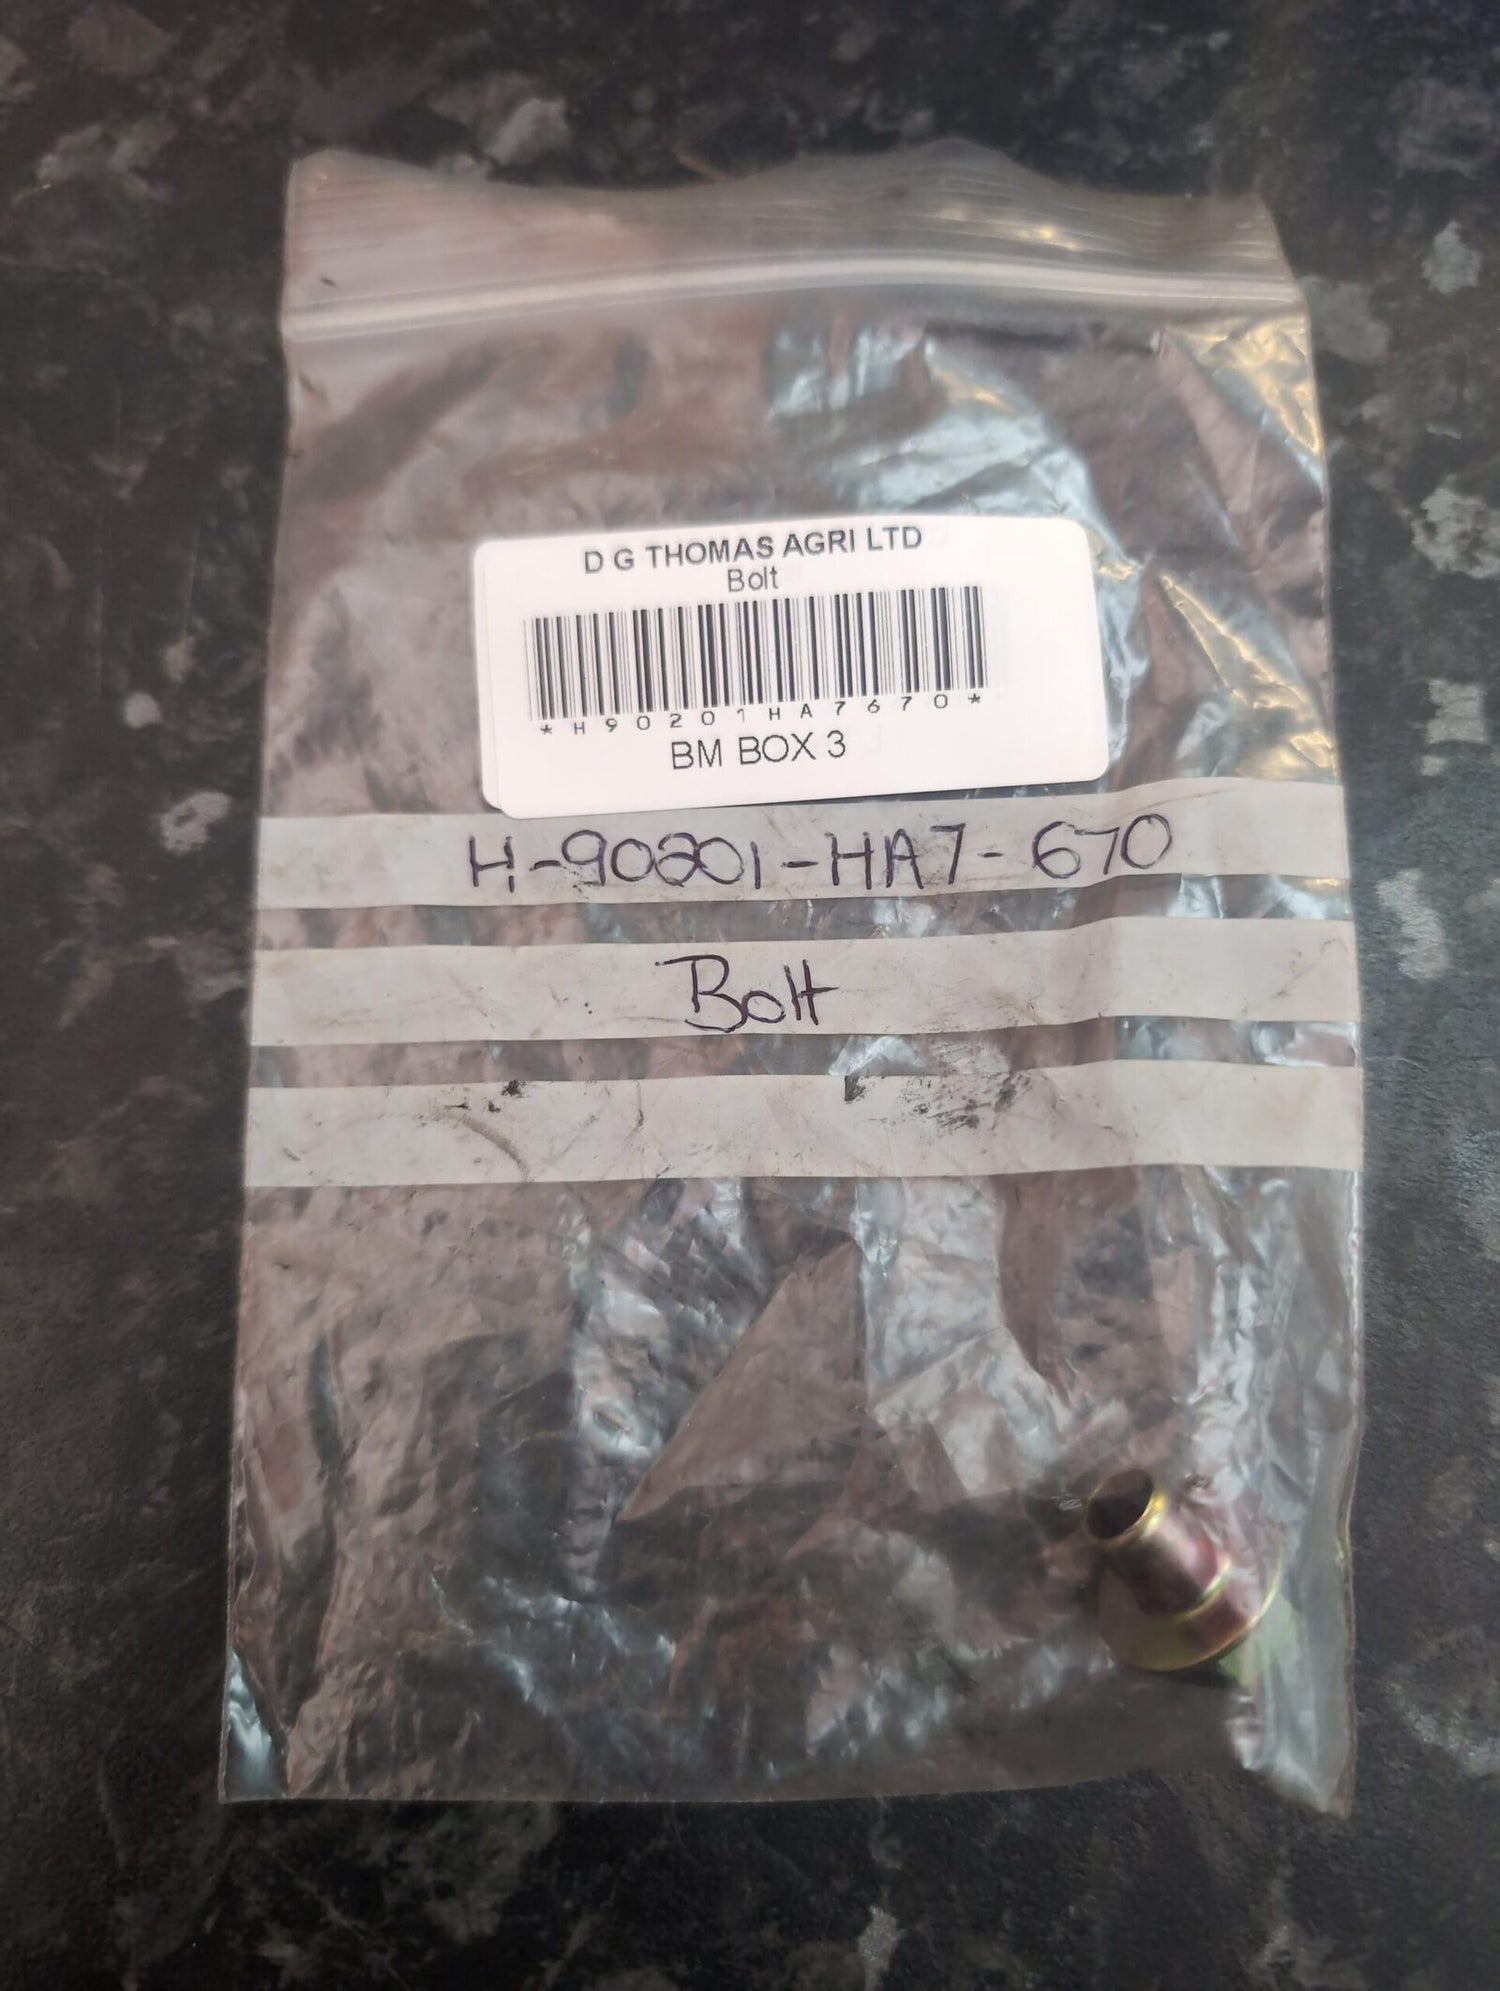 D G THOMAS AGRI LTD
Bolt
*H90201HA7670*
BM BOX 3
H-90201-HA7-670
Bolt